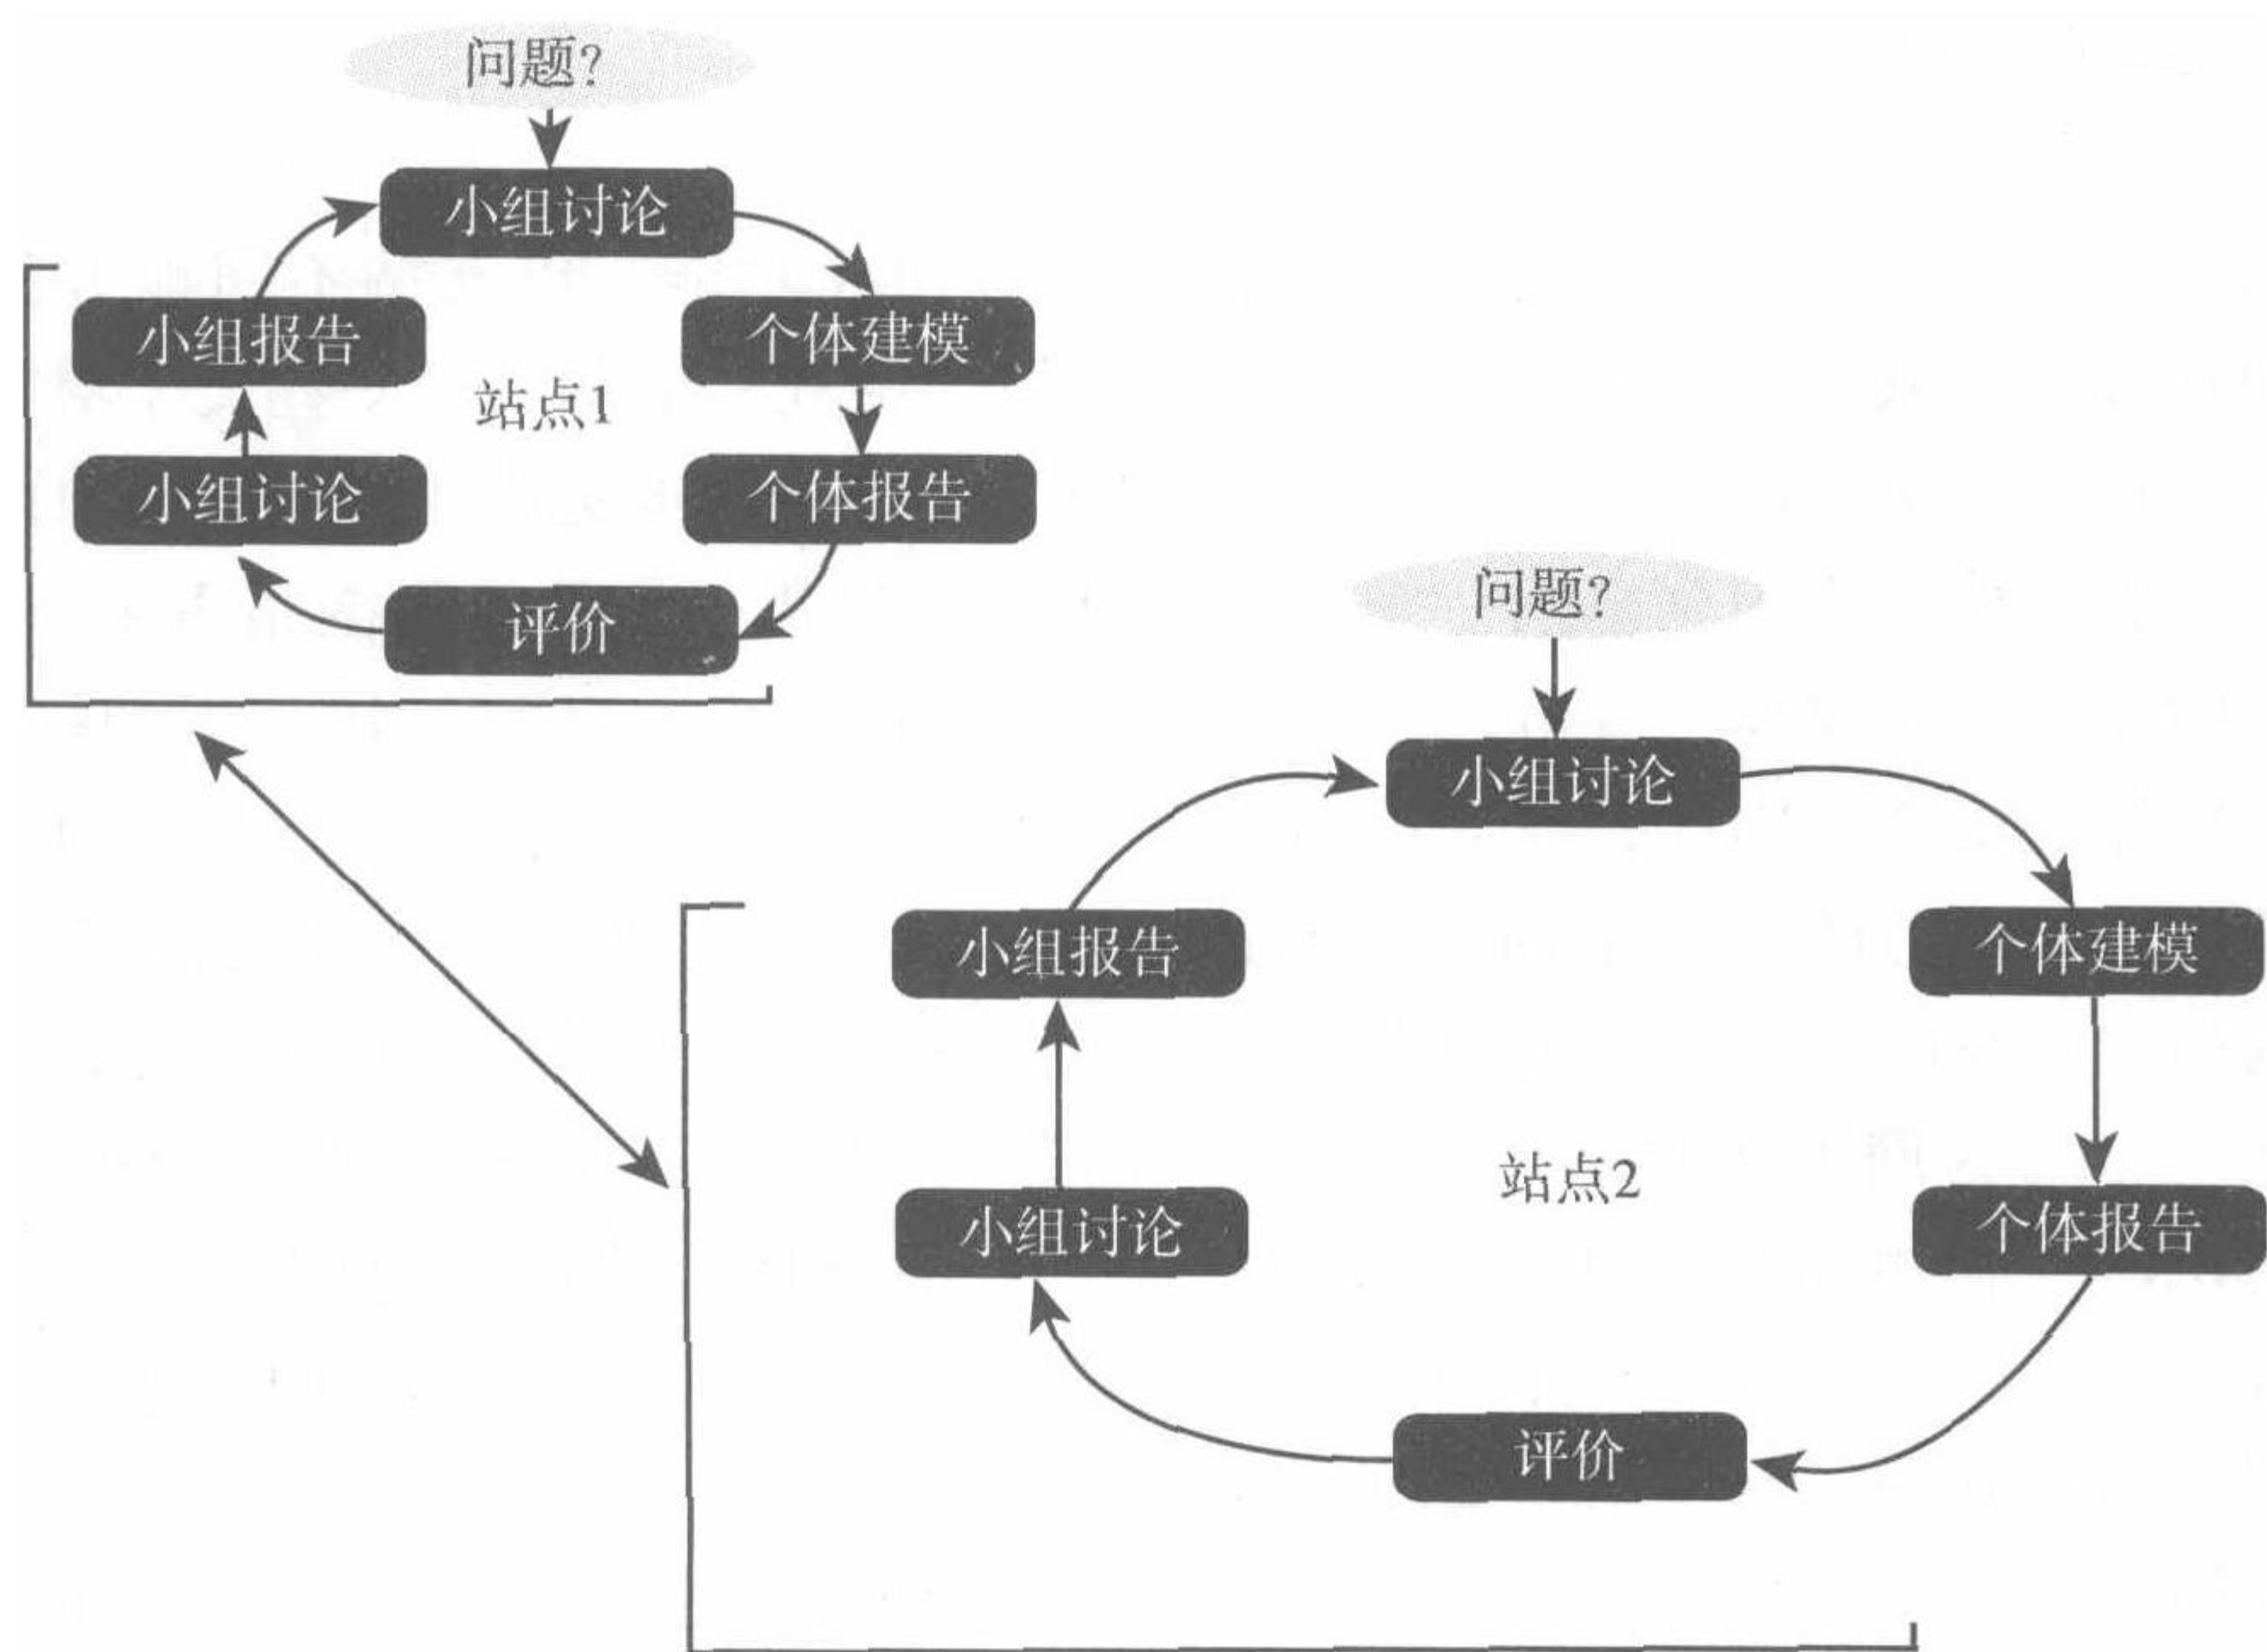 问题?
小组讨论
小组报告
个体建模
站点1
小组讨论
个体报告
评价
问题?
小组讨论
小组报告
个体建模
站点2
小组讨论
个体报告
评价